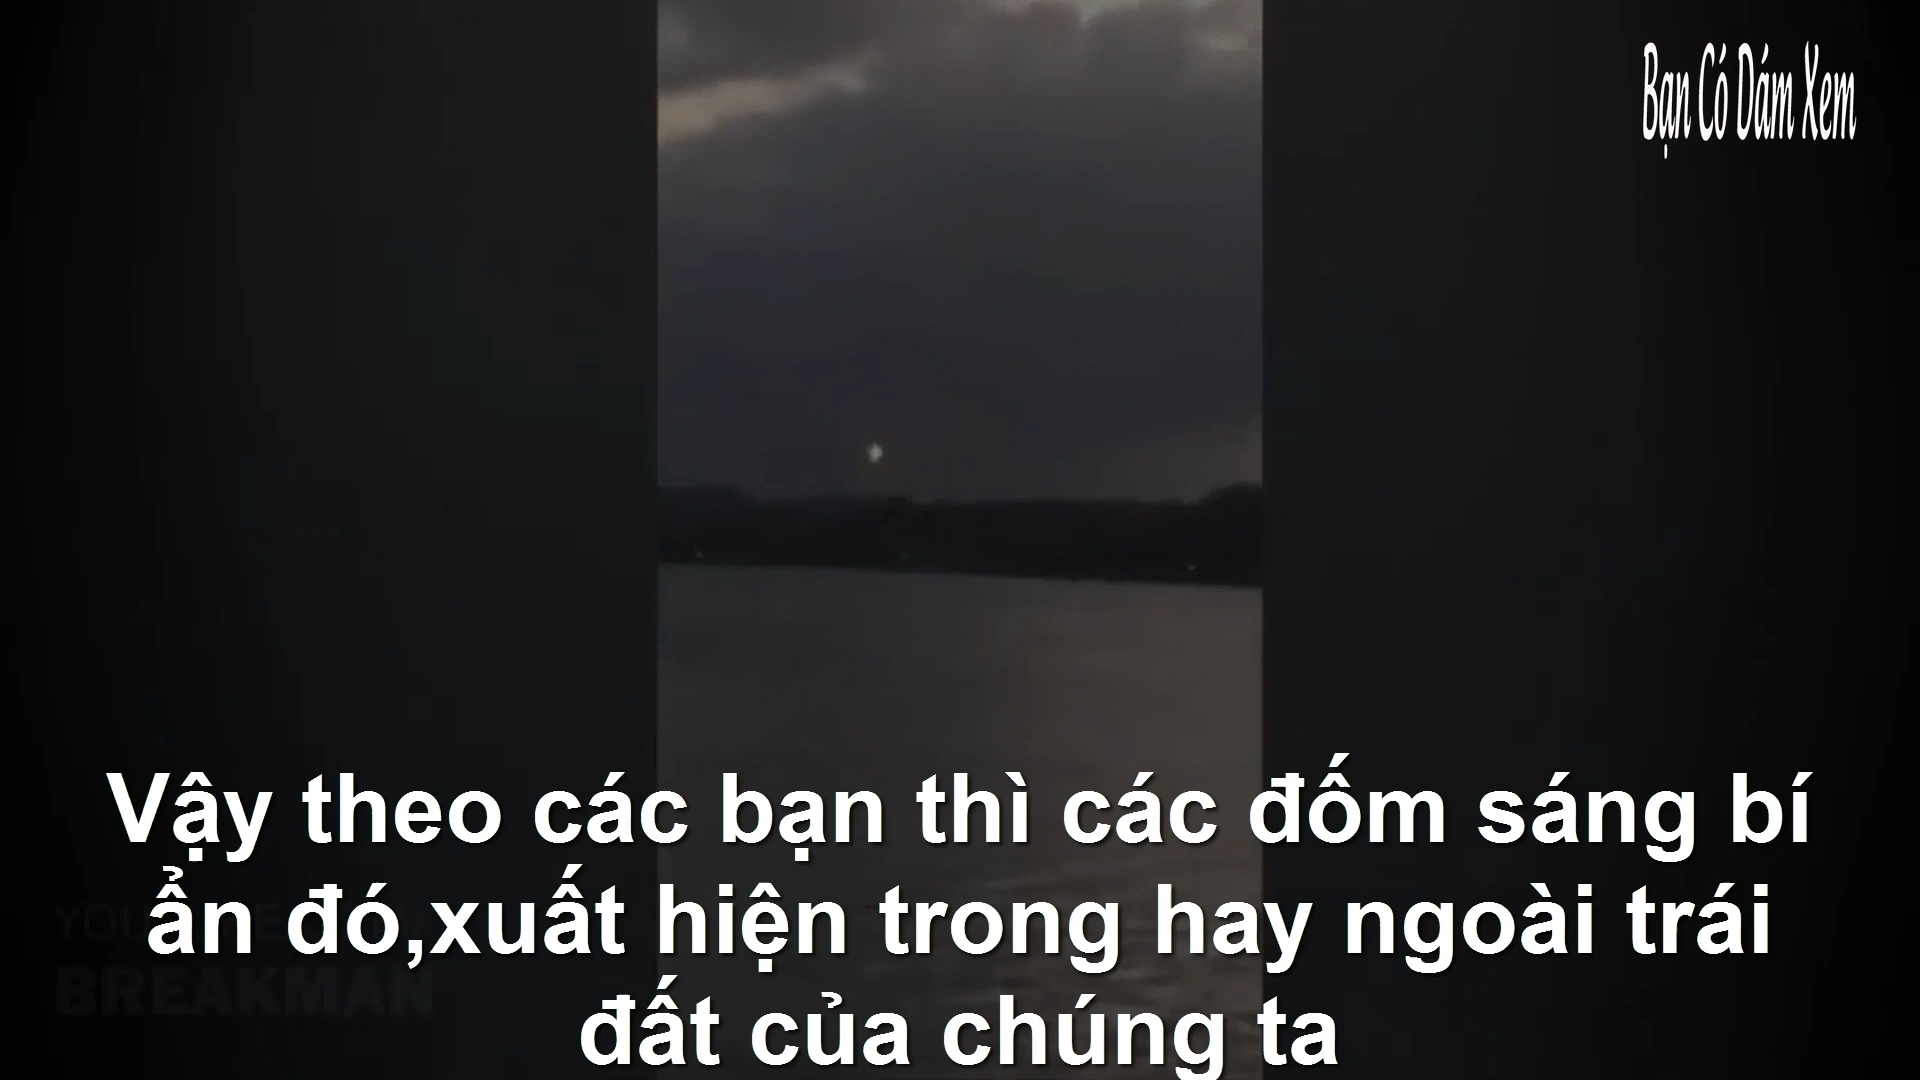 Bạn Có Dám Xem
Vậy theo các bạn thì các đốm sáng bí
ẩn đó,xuất hiện trong hay ngoài trái
đất của chúng ta
BREAKMAN